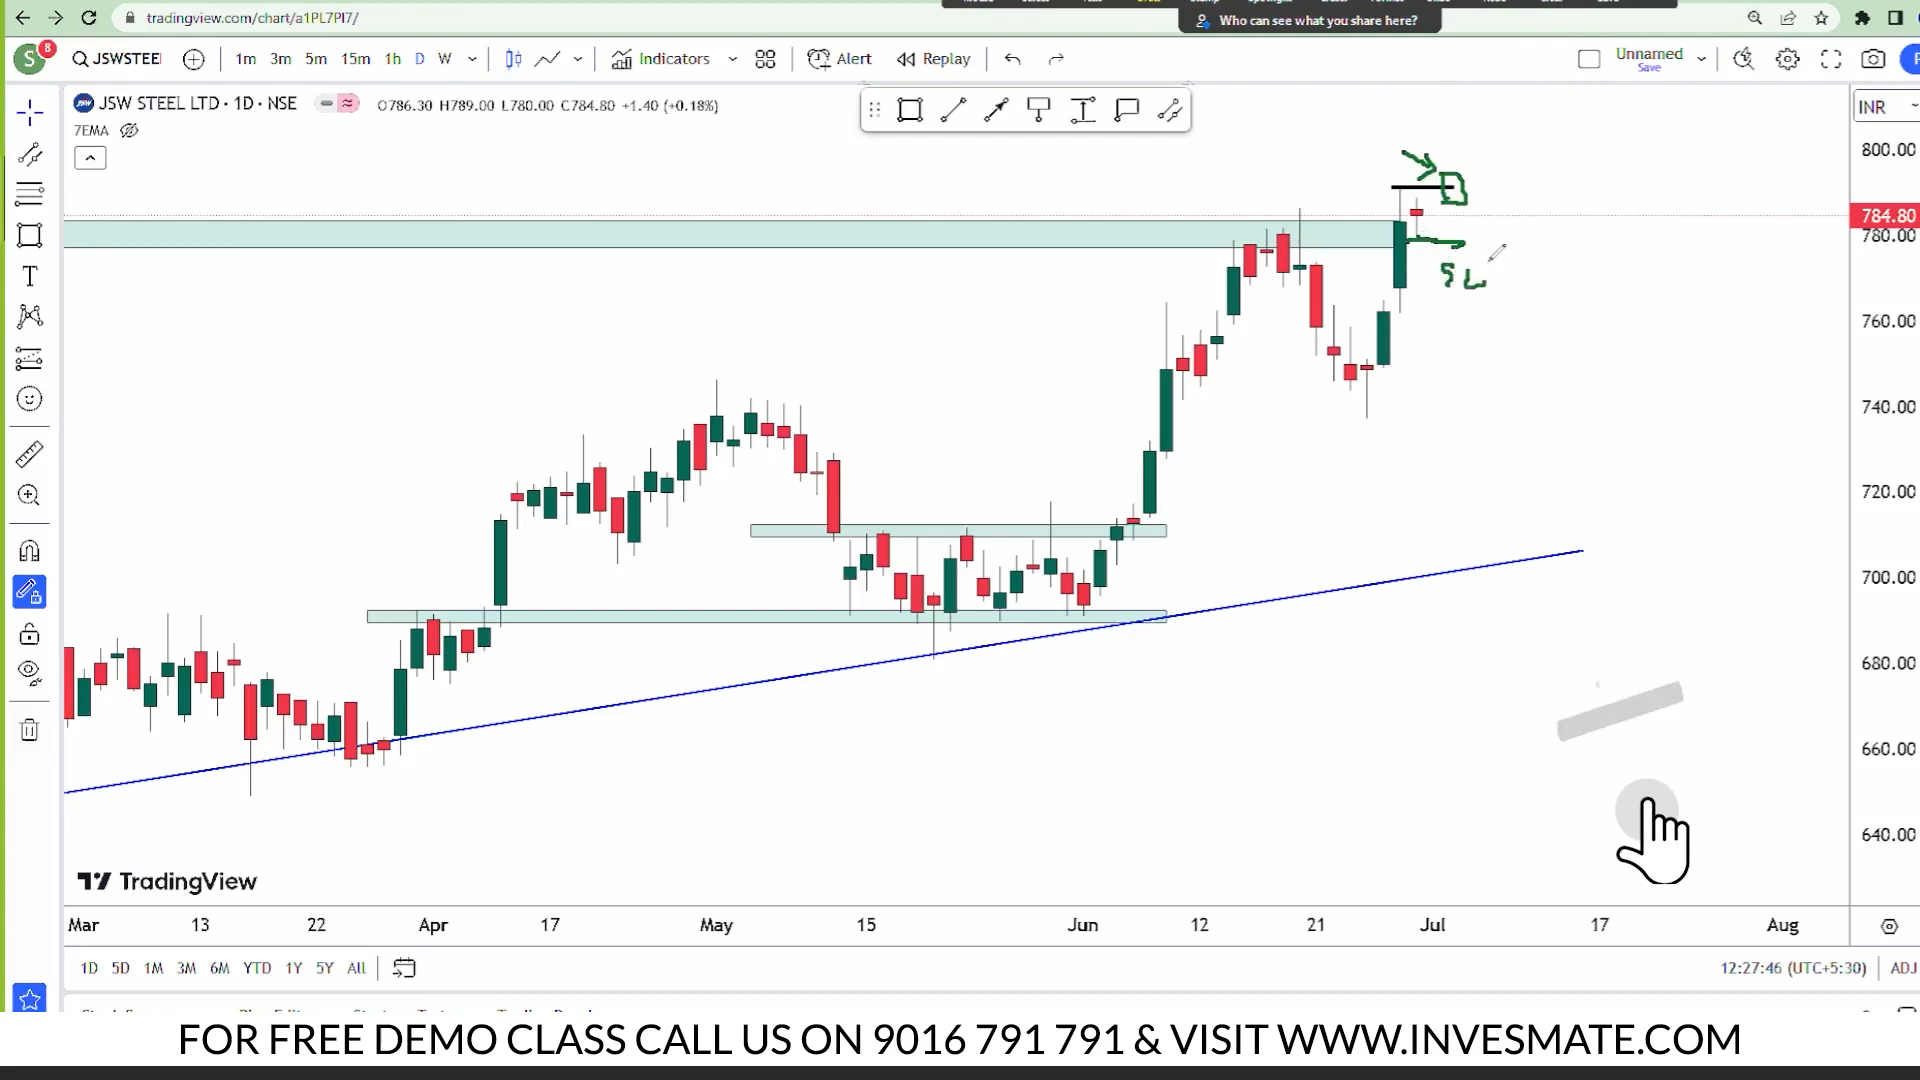 tradingview.com/chart/a1PL7PI7/
Who can see what you share here?
S 8 JSWSTEEL 1m 3m 5m 15m 1h D W Indicators Alert Replay Unnamed
Save
JSW STEEL LTD · 1D · NSE O786.30 H789.00 L780.00 C784.80 +1.40 (+0.18%)
INR
7EMA
800.00
784.80
780.00
SL
760.00
740.00
720.00
700.00
680.00
660.00
640.00
TradingView
Mar 13 22 Apr 17 May 15 Jun 12 21 Jul 17 Aug
1D 5D 1M 3M 6M YTD 1Y 5Y All 12:27:46 (UTC+5:30) ADJ
FOR FREE DEMO CLASS CALL US ON 9016 791 791 & VISIT WWW.INVESMATE.COM